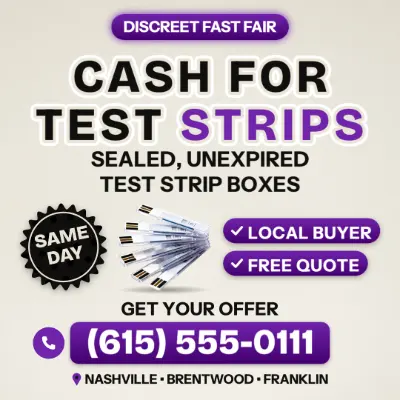 DISCREET FAST FAIR
CASH FOR
TEST STRIPS
SEALED, UNEXPIRED
TEST STRIP BOXES
SAME
DAY
LOCAL BUYER
FREE QUOTE
GET YOUR OFFER
(615) 555-0111
NASHVILLE • BRENTWOOD • FRANKLIN